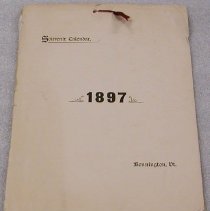 Souvenir Calendar.
1897
Bennington, Vt.